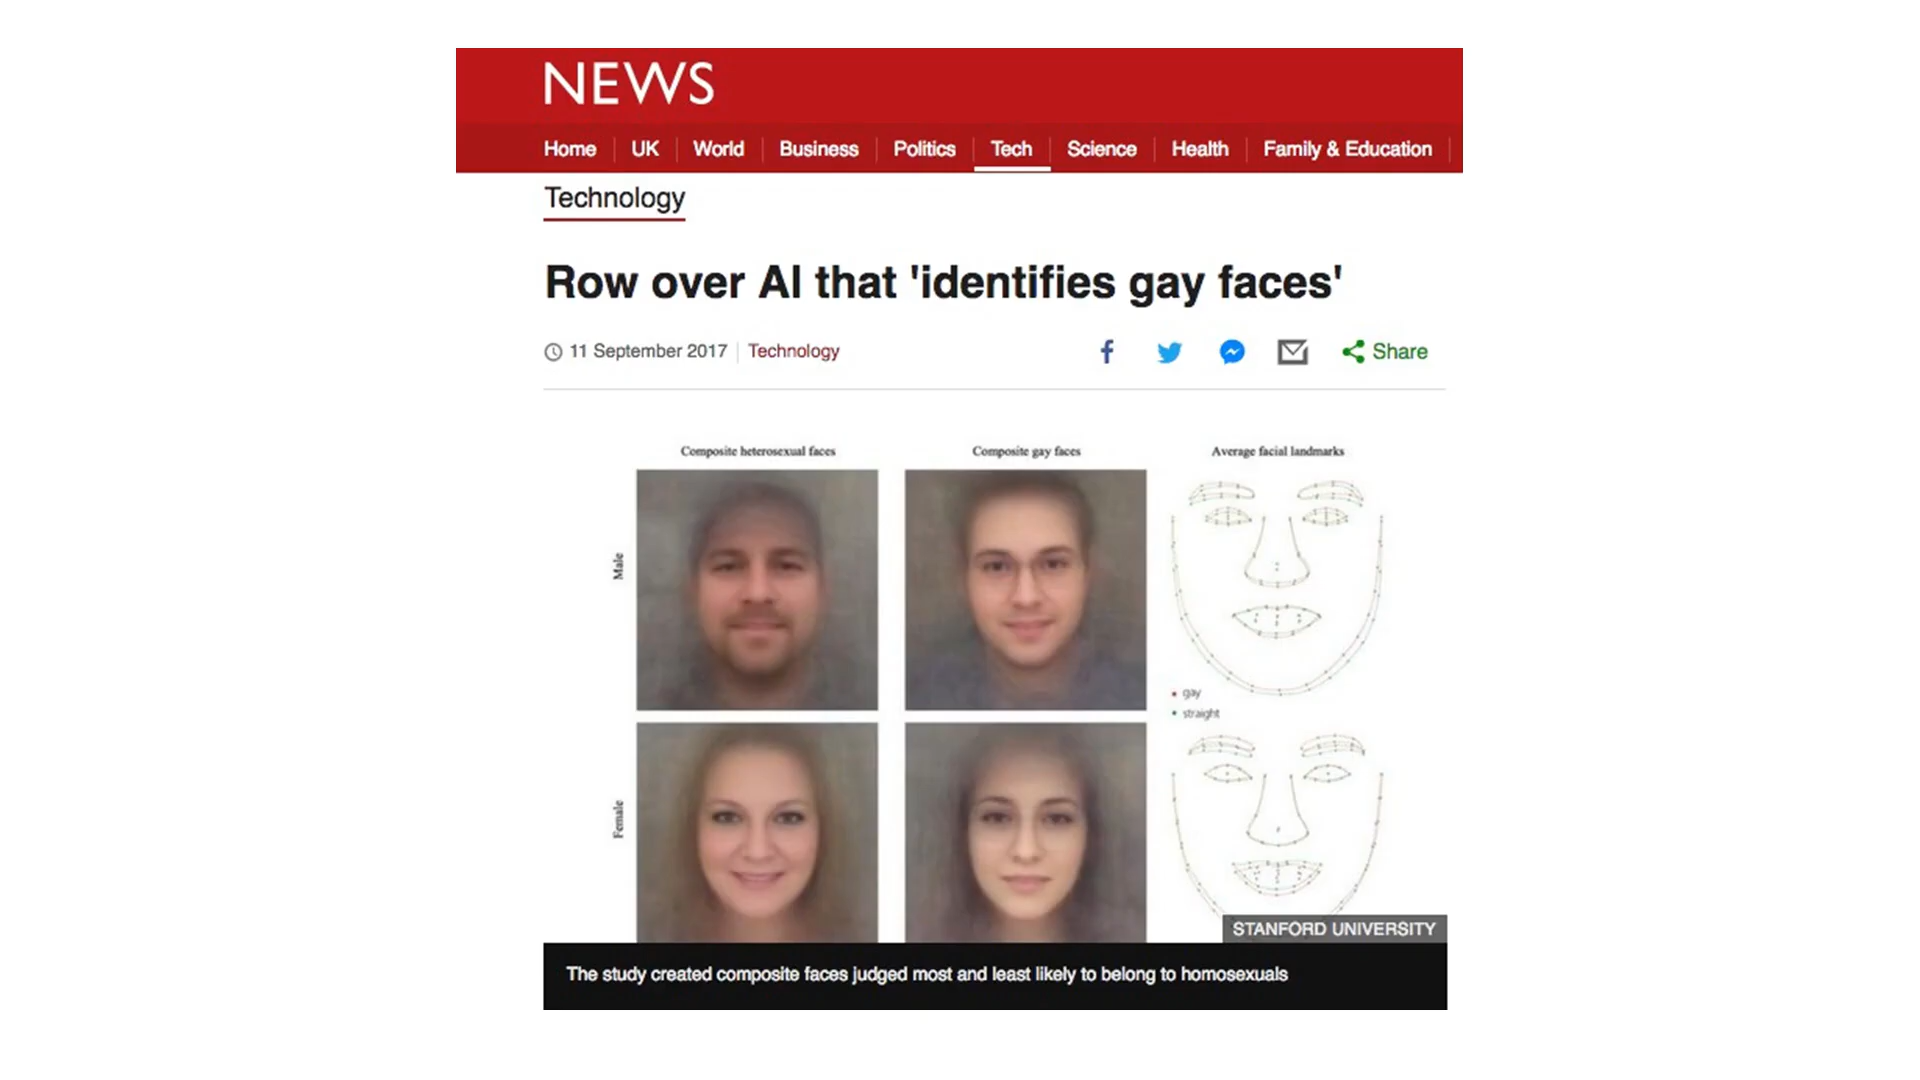 NEWS
Home UK World Business Politics Tech Science Health Family & Education
Technology
Row over AI that 'identifies gay faces'
11 September 2017 Technology Share
Composite heterosexual faces Composite gay faces Average facial landmarks
Male
gay
straight
Female
STANFORD UNIVERSITY
The study created composite faces judged most and least likely to belong to homosexuals